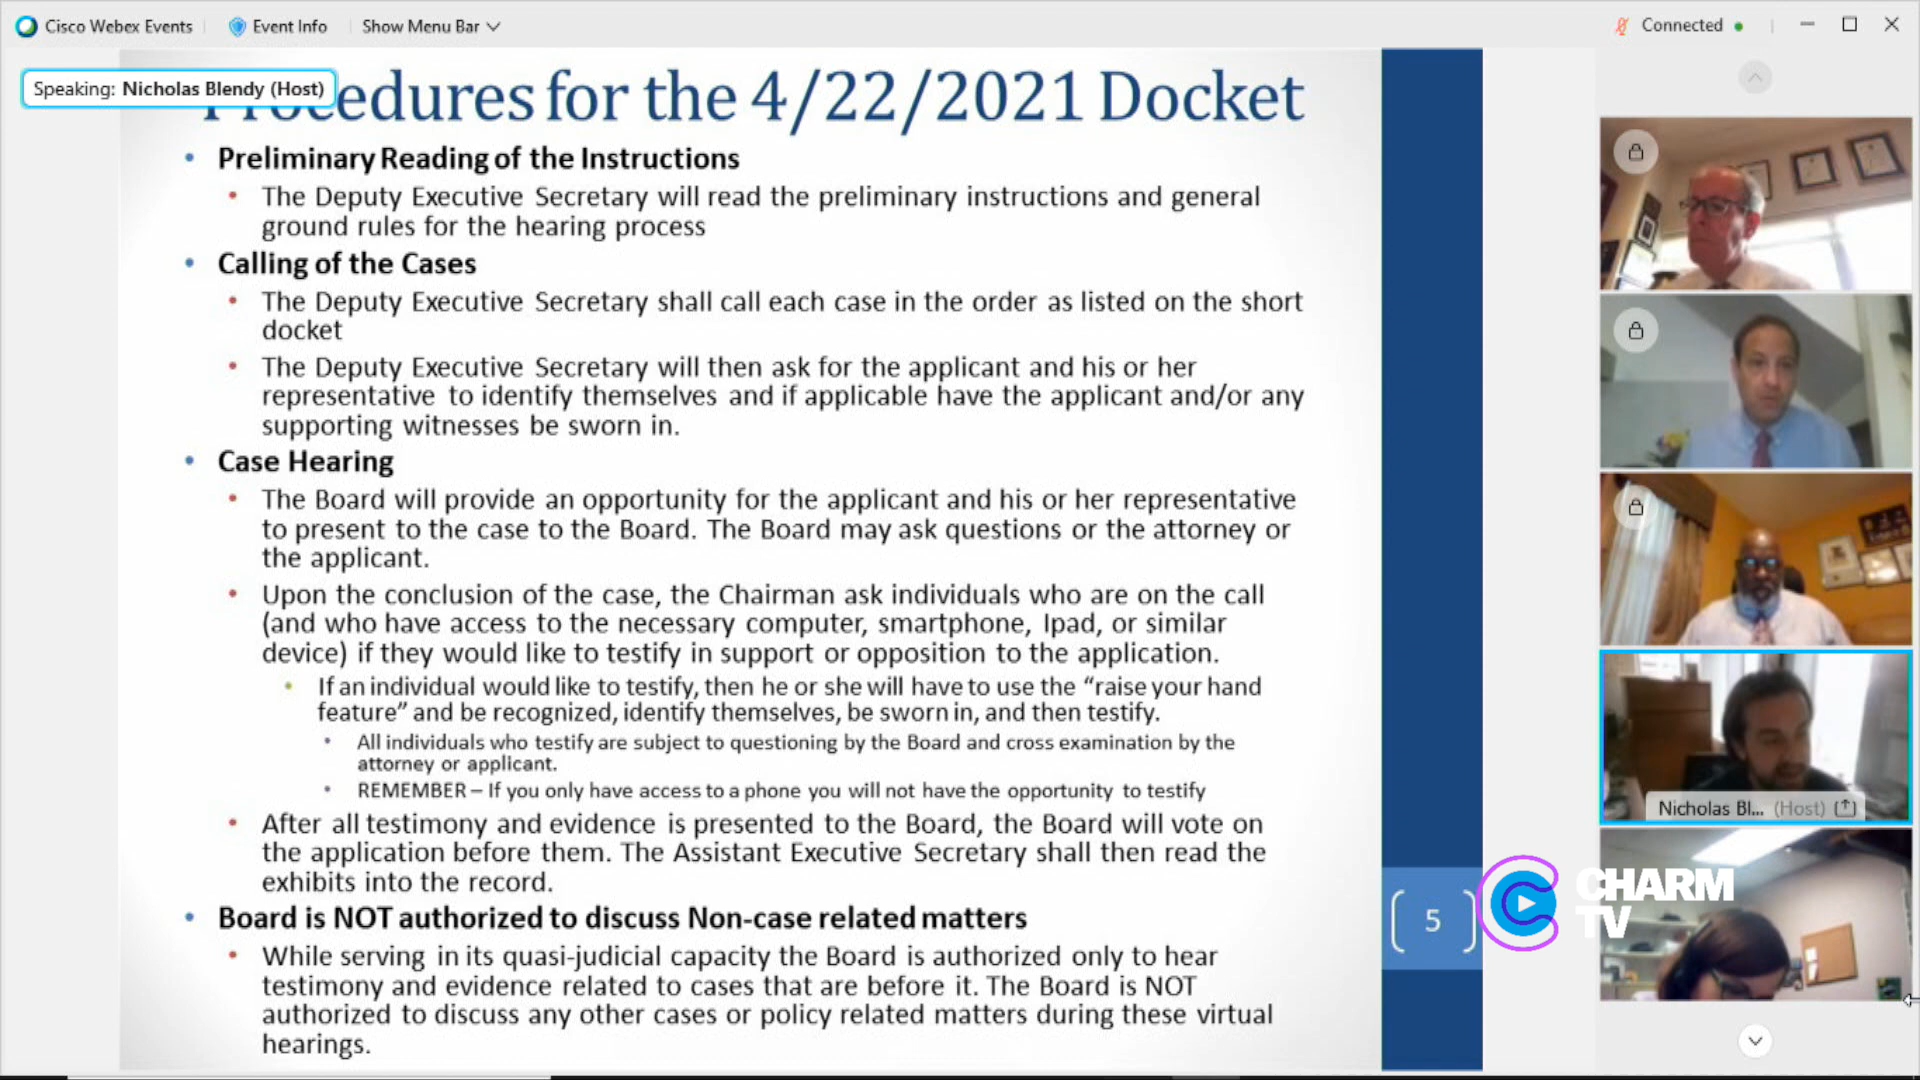 Cisco Webex Events
Event Info
Show Menu Bar
Connected
Speaking: Nicholas Blendy (Host)
Procedures for the 4/22/2021 Docket
• Preliminary Reading of the Instructions
• The Deputy Executive Secretary will read the preliminary instructions and general
ground rules for the hearing process
• Calling of the Cases
• The Deputy Executive Secretary shall call each case in the order as listed on the short
docket
• The Deputy Executive Secretary will then ask for the applicant and his or her
representative to identify themselves and if applicable have the applicant and/or any
supporting witnesses be sworn in.
• Case Hearing
• The Board will provide an opportunity for the applicant and his or her representative
to present to the case to the Board. The Board may ask questions or the attorney or
the applicant.
• Upon the conclusion of the case, the Chairman ask individuals who are on the call
(and who have access to the necessary computer, smartphone, Ipad, or similar
device) if they would like to testify in support or opposition to the application.
• If an individual would like to testify, then he or she will have to use the “raise your hand
feature” and be recognized, identify themselves, be sworn in, and then testify.
• All individuals who testify are subject to questioning by the Board and cross examination by the
attorney or applicant.
• REMEMBER – If you only have access to a phone you will not have the opportunity to testify
• After all testimony and evidence is presented to the Board, the Board will vote on
the application before them. The Assistant Executive Secretary shall then read the
exhibits into the record.
• Board is NOT authorized to discuss Non-case related matters
• While serving in its quasi-judicial capacity the Board is authorized only to hear
testimony and evidence related to cases that are before it. The Board is NOT
authorized to discuss any other cases or policy related matters during these virtual
hearings.
5
Nicholas Bl... (Host)
CHARM
TV